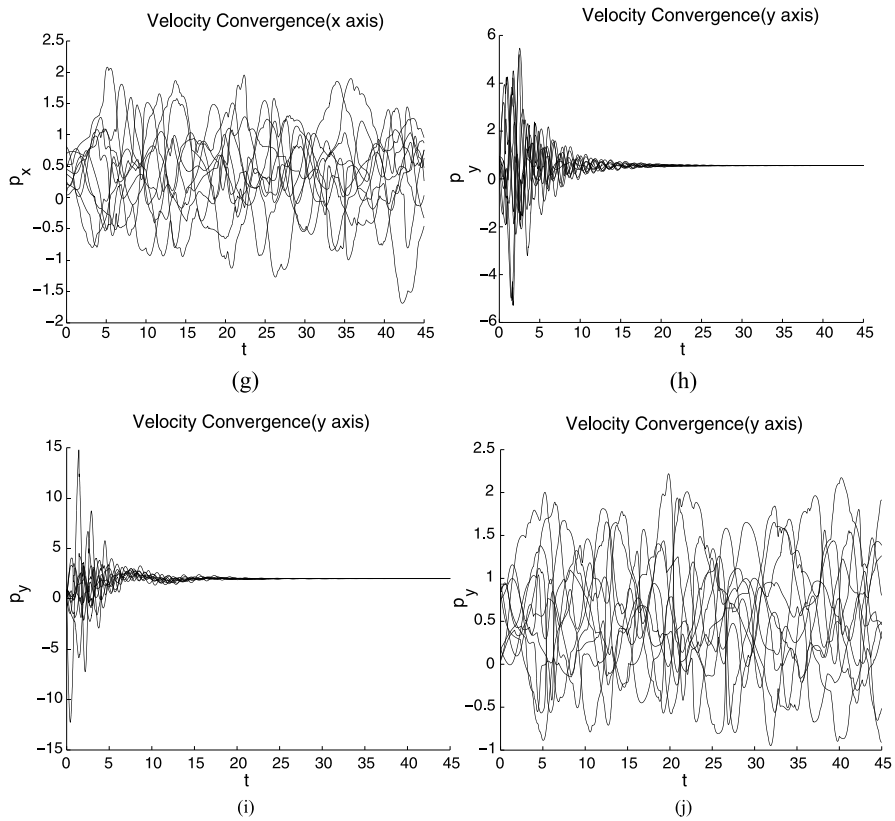 Velocity Convergence(x axis)
2.5
2
1.5
1
0.5
0
−0.5
−1
−1.5
−2
p_x
0 5 10 15 20 25 30 35 40 45
t
(g)
Velocity Convergence(y axis)
6
4
2
0
−2
−4
−6
p_y
0 5 10 15 20 25 30 35 40 45
t
(h)
Velocity Convergence(y axis)
15
10
5
0
−5
−10
−15
p_y
0 5 10 15 20 25 30 35 40 45
t
(i)
Velocity Convergence(y axis)
2.5
2
1.5
1
0.5
0
−0.5
−1
p_y
0 5 10 15 20 25 30 35 40 45
t
(j)